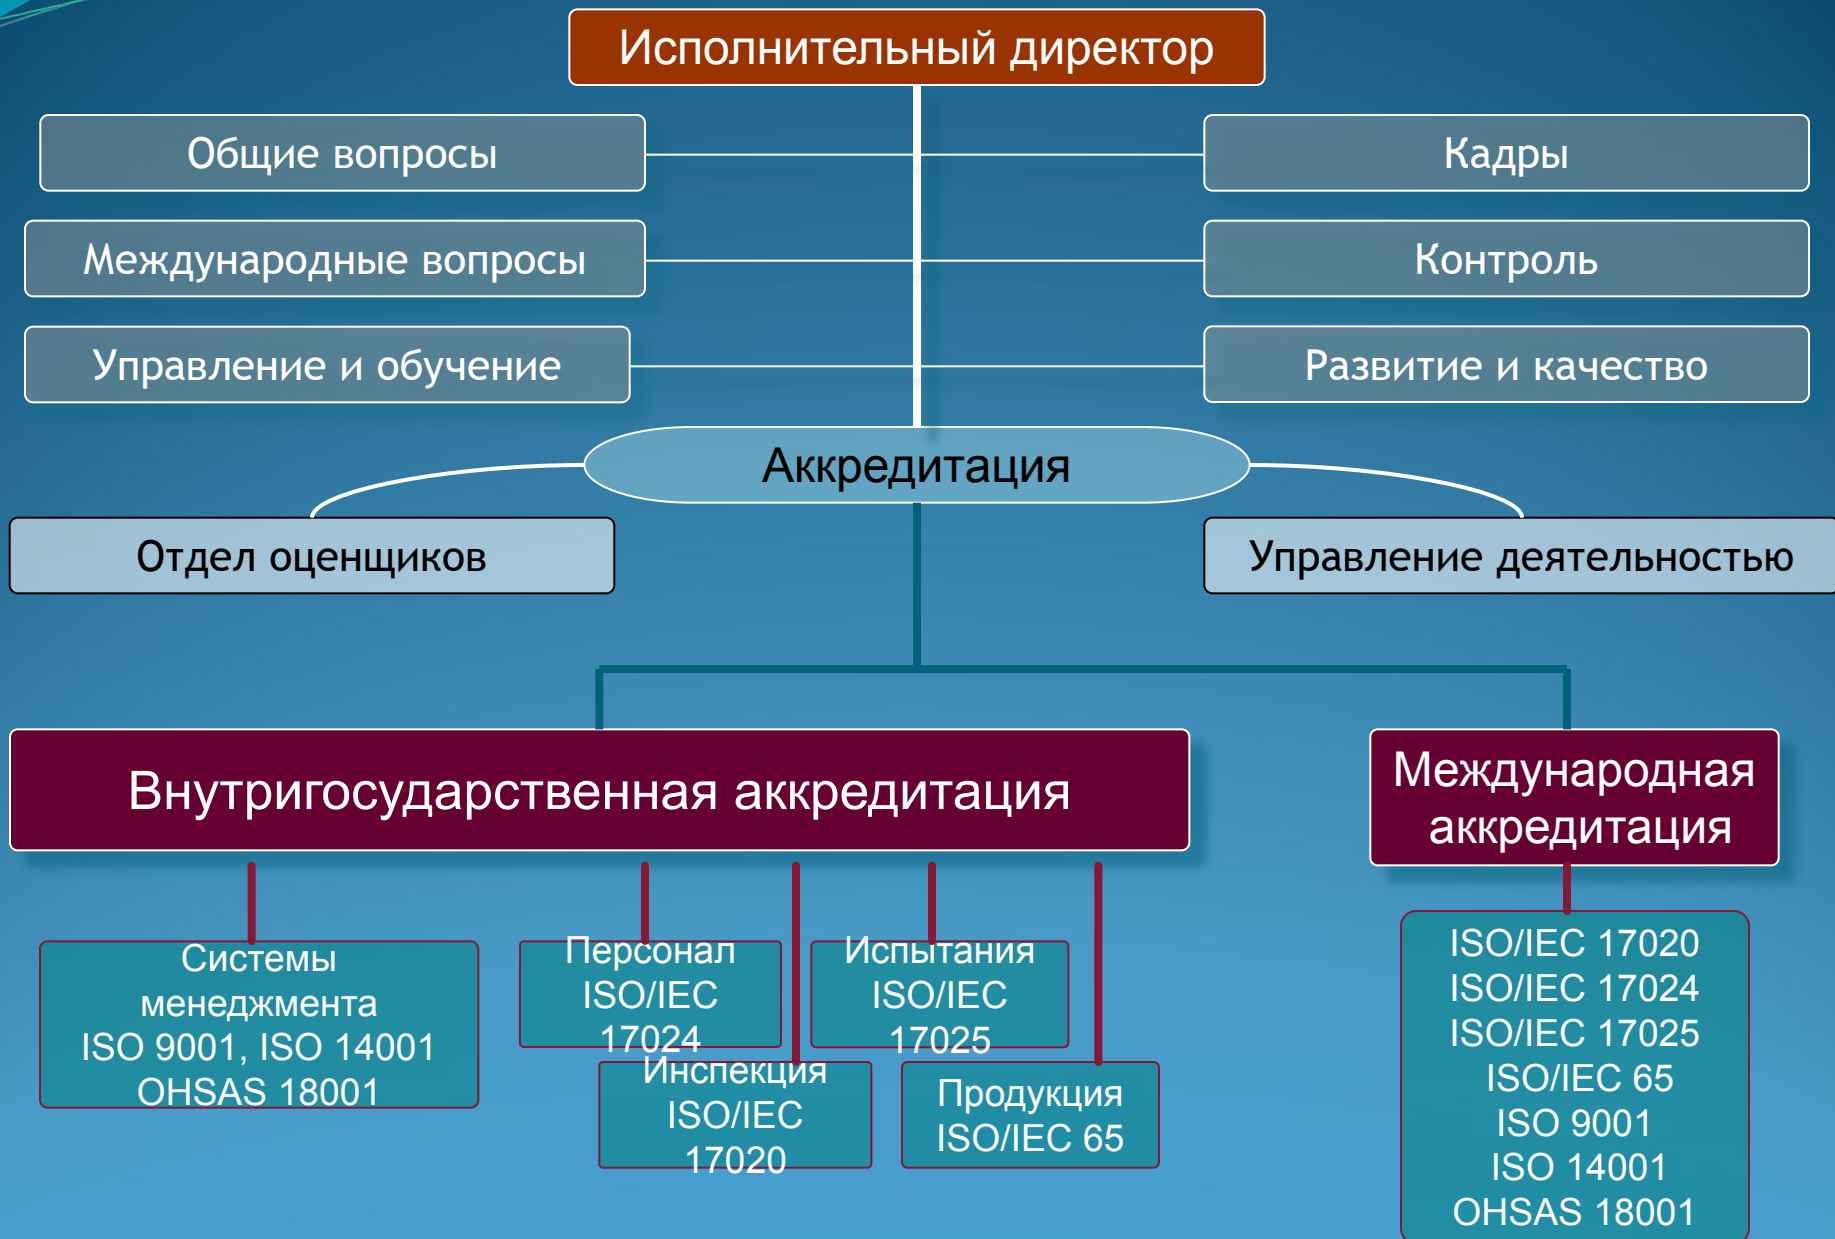 Исполнительный директор
Общие вопросы
Кадры
Международные вопросы
Контроль
Управление и обучение
Развитие и качество
Аккредитация
Отдел оценщиков
Управление деятельностью
Внутригосударственная аккредитация
Международная
аккредитация
Системы
менеджмента
ISO 9001, ISO 14001
OHSAS 18001
Персонал
ISO/IEC
17024
Испытания
ISO/IEC
17025
Инспекция
ISO/IEC
17020
Продукция
ISO/IEC 65
ISO/IEC 17020
ISO/IEC 17024
ISO/IEC 17025
ISO/IEC 65
ISO 9001
ISO 14001
OHSAS 18001